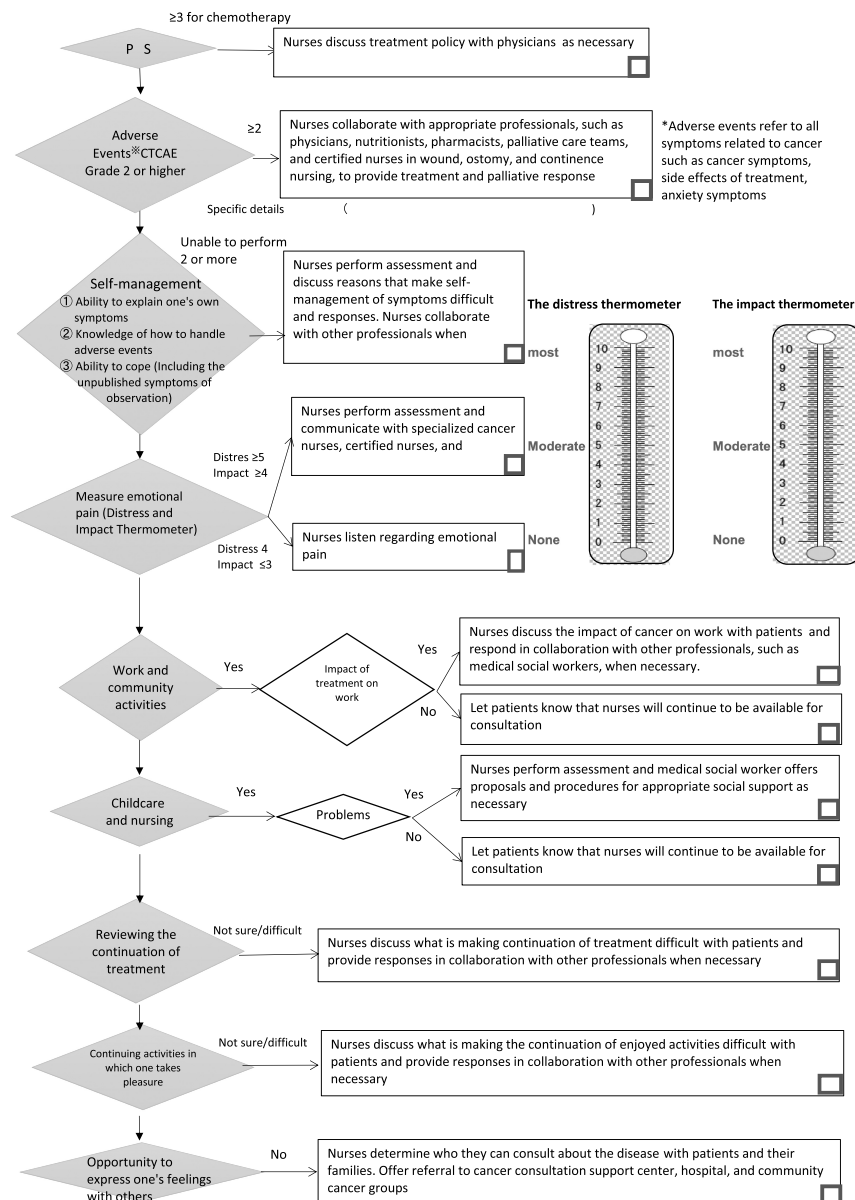 ≥3 for chemotherapy
P S
Nurses discuss treatment policy with physicians as necessary
Adverse
Events※CTCAE
Grade 2 or higher
≥2
Nurses collaborate with appropriate professionals, such as
physicians, nutritionists, pharmacists, palliative care teams,
and certified nurses in wound, ostomy, and continence
nursing, to provide treatment and palliative response
*Adverse events refer to all
symptoms related to cancer
such as cancer symptoms,
side effects of treatment,
anxiety symptoms
Specific details ( )
Unable to perform
2 or more
Self-management
① Ability to explain one's own
symptoms
② Knowledge of how to handle
adverse events
③ Ability to cope (Including the
unpublished symptoms of
observation)
Nurses perform assessment and
discuss reasons that make self-
management of symptoms difficult
and responses. Nurses collaborate
with other professionals when
The distress thermometer
most
Moderate
None
10
9
8
7
6
5
4
3
2
1
0
The impact thermometer
most
Moderate
None
10
9
8
7
6
5
4
3
2
1
0
Measure emotional
pain (Distress and
Impact Thermometer)
Distres ≥5
Impact ≥4
Nurses perform assessment and
communicate with specialized cancer
nurses, certified nurses, and
Distress 4
Impact ≤3
Nurses listen regarding emotional
pain
Work and
community
activities
Yes
Impact of
treatment on
work
Yes
Nurses discuss the impact of cancer on work with patients and
respond in collaboration with other professionals, such as
medical social workers, when necessary.
No
Let patients know that nurses will continue to be available for
consultation
Childcare
and nursing
Yes
Problems
Yes
Nurses perform assessment and medical social worker offers
proposals and procedures for appropriate social support as
necessary
No
Let patients know that nurses will continue to be available for
consultation
Reviewing the
continuation of
treatment
Not sure/difficult
Nurses discuss what is making continuation of treatment difficult with patients and
provide responses in collaboration with other professionals when necessary
Continuing activities in
which one takes
pleasure
Not sure/difficult
Nurses discuss what is making the continuation of enjoyed activities difficult with
patients and provide responses in collaboration with other professionals when
necessary
Opportunity to
express one's feelings
with others
No
Nurses determine who they can consult about the disease with patients and their
families. Offer referral to cancer consultation support center, hospital, and community
cancer groups